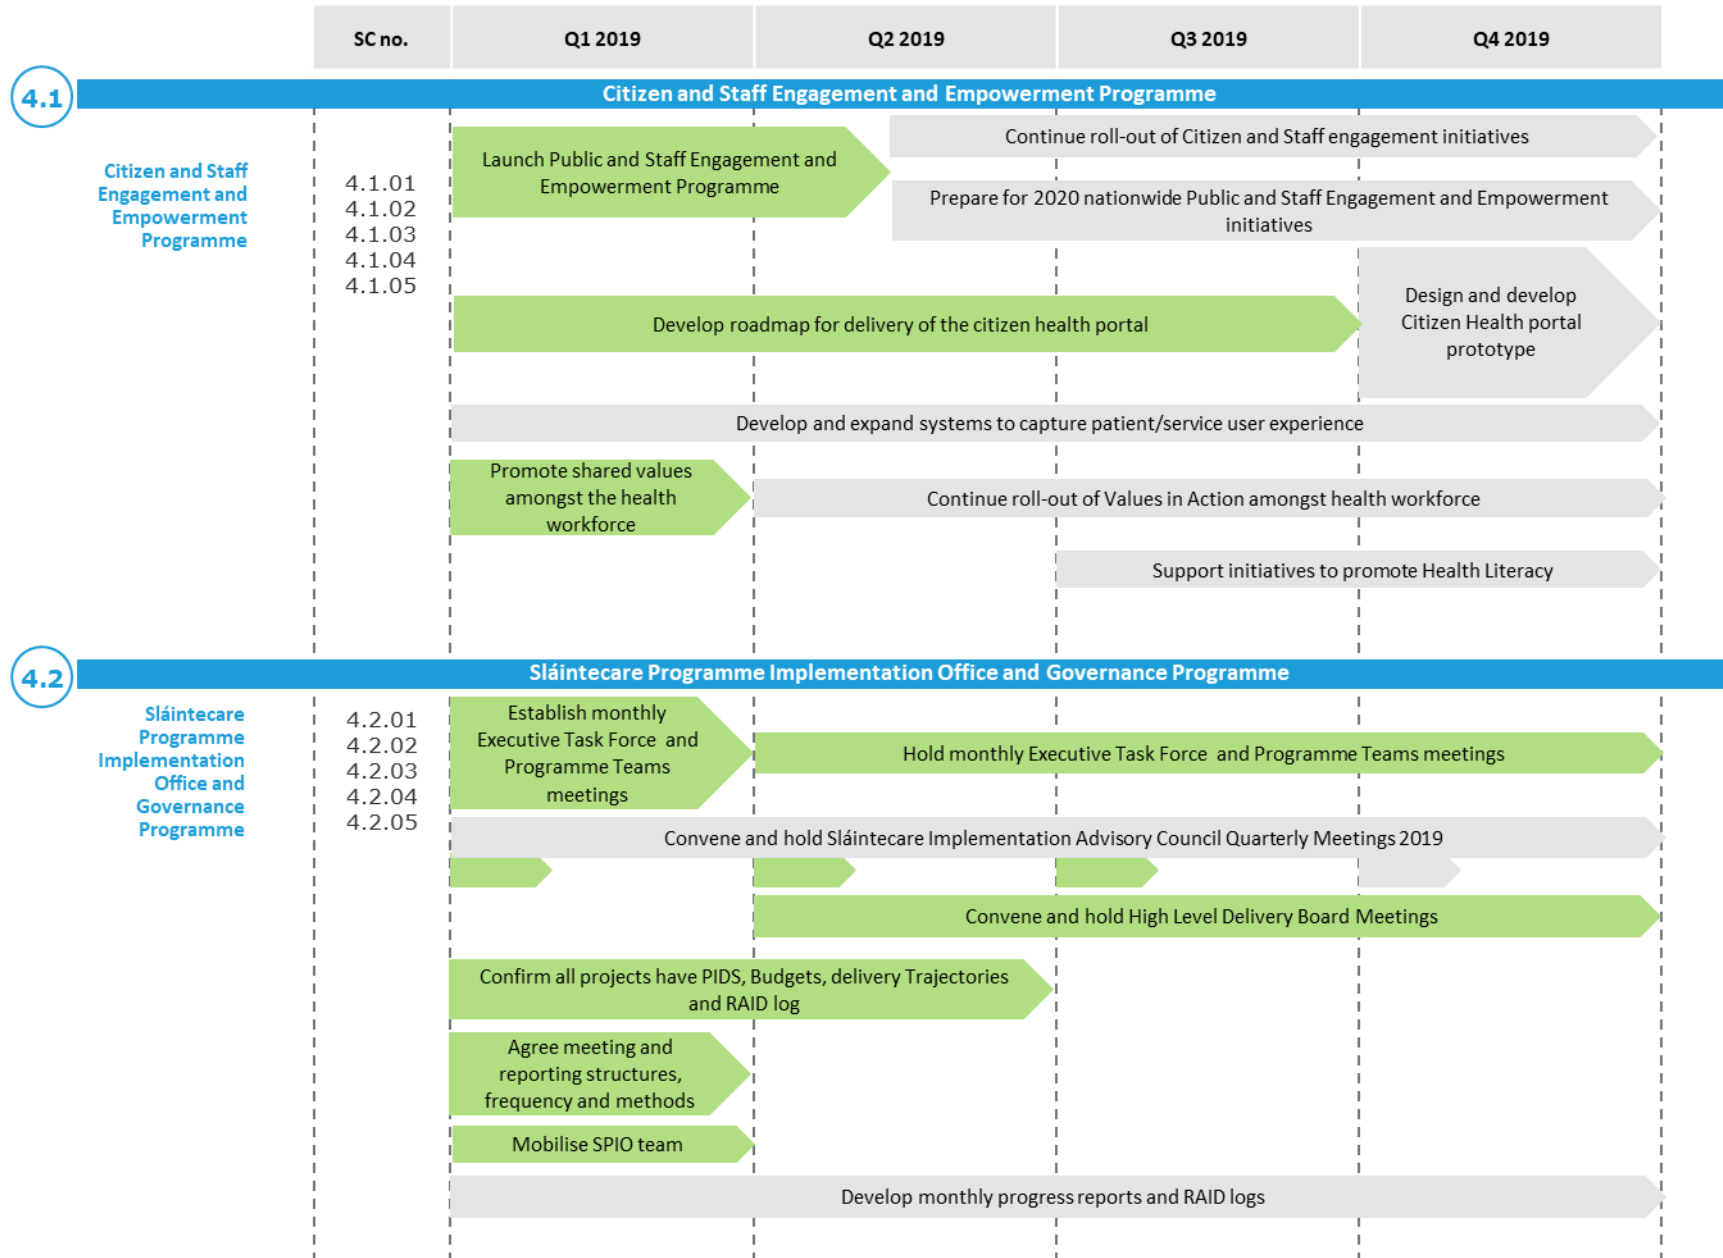 SC no.
Q1 2019
Q2 2019
Q3 2019
Q4 2019
4.1
Citizen and Staff Engagement and Empowerment Programme
Citizen and Staff
Engagement and
Empowerment
Programme
4.1.01
4.1.02
4.1.03
4.1.04
4.1.05
Launch Public and Staff Engagement and
Empowerment Programme
Continue roll-out of Citizen and Staff engagement initiatives
Prepare for 2020 nationwide Public and Staff Engagement and Empowerment
initiatives
Develop roadmap for delivery of the citizen health portal
Design and develop
Citizen Health portal
prototype
Develop and expand systems to capture patient/service user experience
Promote shared values
amongst the health
workforce
Continue roll-out of Values in Action amongst health workforce
Support initiatives to promote Health Literacy
4.2
Sláintecare Programme Implementation Office and Governance Programme
Sláintecare
Programme
Implementation
Office and
Governance
Programme
4.2.01
4.2.02
4.2.03
4.2.04
4.2.05
Establish monthly
Executive Task Force and
Programme Teams
meetings
Hold monthly Executive Task Force and Programme Teams meetings
Convene and hold Sláintecare Implementation Advisory Council Quarterly Meetings 2019
Convene and hold High Level Delivery Board Meetings
Confirm all projects have PIDS, Budgets, delivery Trajectories
and RAID log
Agree meeting and
reporting structures,
frequency and methods
Mobilise SPIO team
Develop monthly progress reports and RAID logs